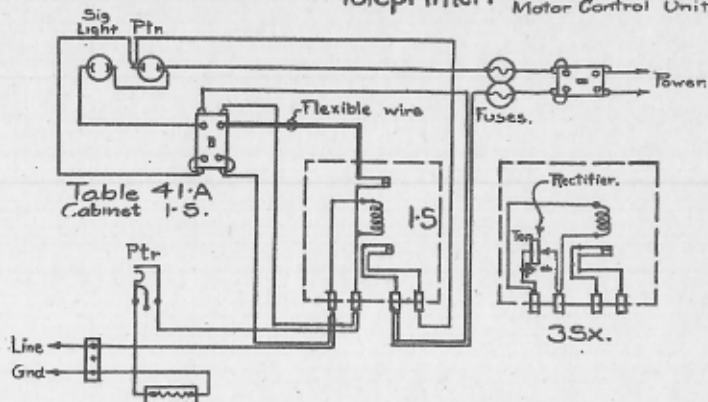 Teleprinter.
Motor Control Unit
Sig
Light
Ptn
Power.
Fuses.
Flexible wire
B
Table 41-A
Cabinet 1-S.
1-S
Rectifier.
Ptr
3Sx.
Line
Gnd